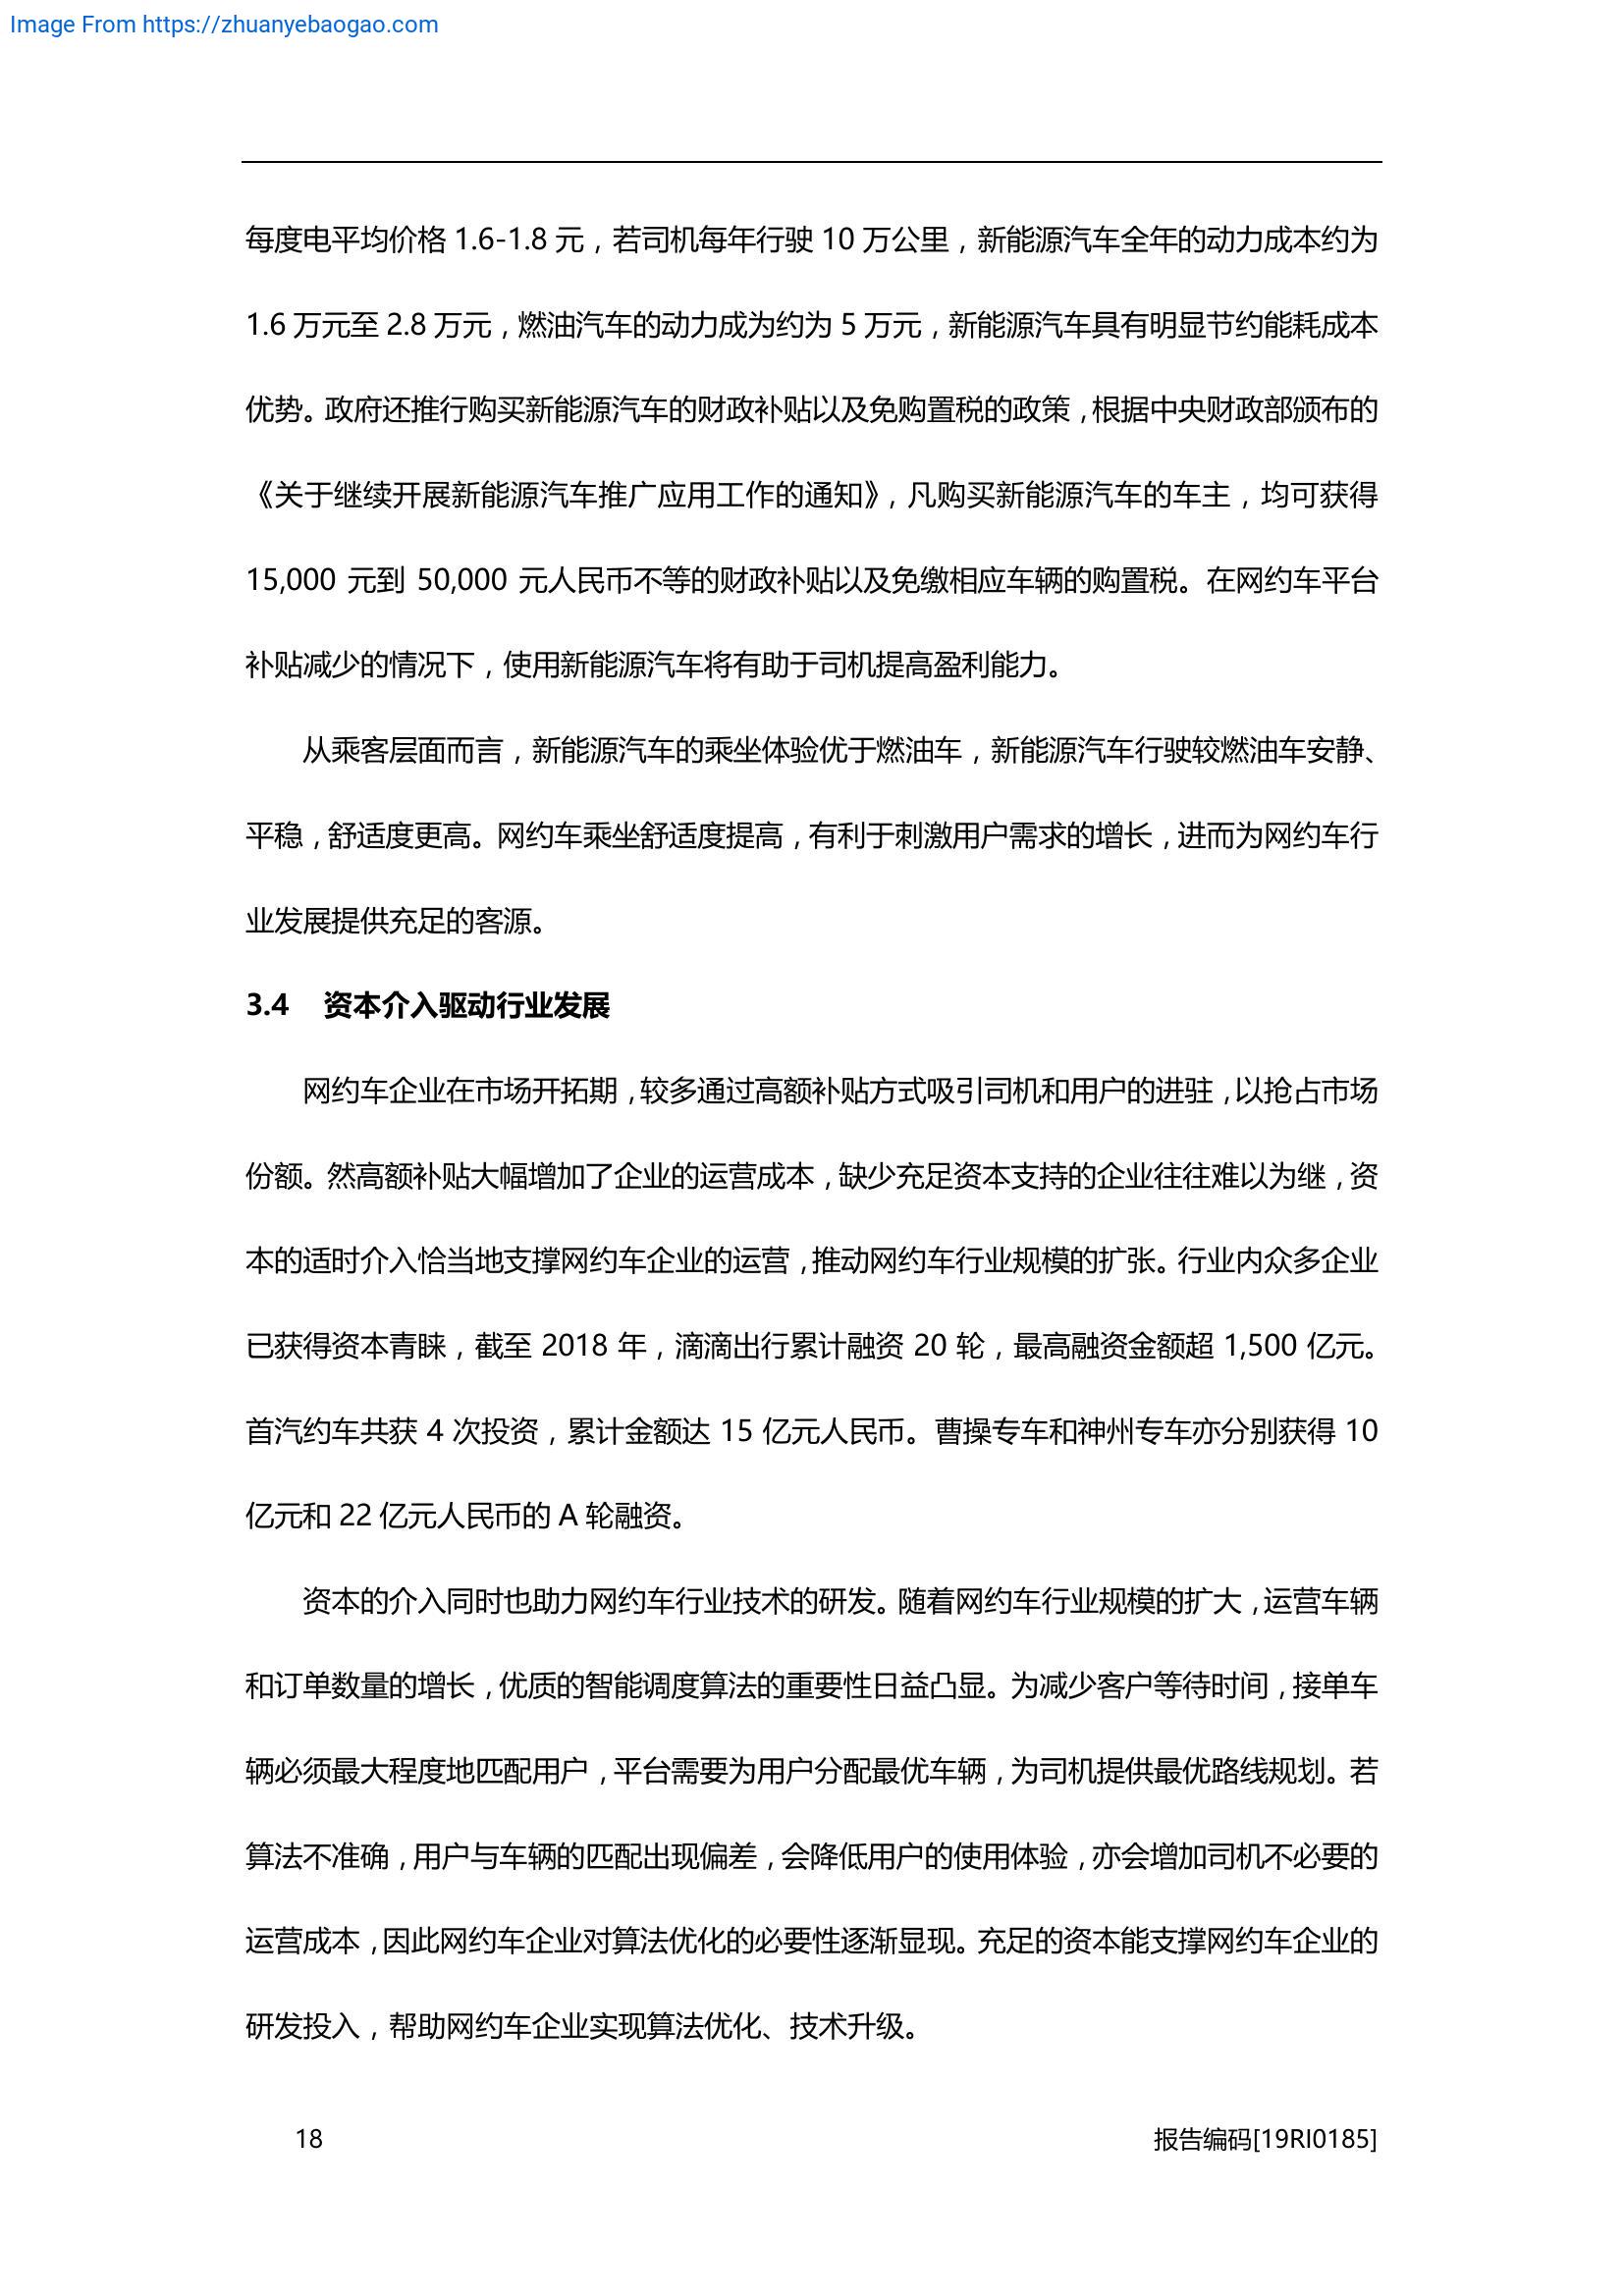 Image From https://zhuanyebaogao.com
每度电平均价格 1.6-1.8 元，若司机每年行驶 10 万公里，新能源汽车全年的动力成本约为
1.6 万元至 2.8 万元，燃油汽车的动力成为约为 5 万元，新能源汽车具有明显节约能耗成本
优势。政府还推行购买新能源汽车的财政补贴以及免购置税的政策，根据中央财政部颁布的
《关于继续开展新能源汽车推广应用工作的通知》，凡购买新能源汽车的车主，均可获得
15,000 元到 50,000 元人民币不等的财政补贴以及免缴相应车辆的购置税。在网约车平台
补贴减少的情况下，使用新能源汽车将有助于司机提高盈利能力。
从乘客层面而言，新能源汽车的乘坐体验优于燃油车，新能源汽车行驶较燃油车安静、
平稳，舒适度更高。网约车乘坐舒适度提高，有利于刺激用户需求的增长，进而为网约车行
业发展提供充足的客源。
3.4 资本介入驱动行业发展
网约车企业在市场开拓期，较多通过高额补贴方式吸引司机和用户的进驻，以抢占市场
份额。然高额补贴大幅增加了企业的运营成本，缺少充足资本支持的企业往往难以为继，资
本的适时介入恰当地支撑网约车企业的运营，推动网约车行业规模的扩张。行业内众多企业
已获得资本青睐，截至 2018 年，滴滴出行累计融资 20 轮，最高融资金额超 1,500 亿元。
首汽约车共获 4 次投资，累计金额达 15 亿元人民币。曹操专车和神州专车亦分别获得 10
亿元和 22 亿元人民币的 A 轮融资。
资本的介入同时也助力网约车行业技术的研发。随着网约车行业规模的扩大，运营车辆
和订单数量的增长，优质的智能调度算法的重要性日益凸显。为减少客户等待时间，接单车
辆必须最大程度地匹配用户，平台需要为用户分配最优车辆，为司机提供最优路线规划。若
算法不准确，用户与车辆的匹配出现偏差，会降低用户的使用体验，亦会增加司机不必要的
运营成本，因此网约车企业对算法优化的必要性逐渐显现。充足的资本能支撑网约车企业的
研发投入，帮助网约车企业实现算法优化、技术升级。
18 报告编码[19RI0185]